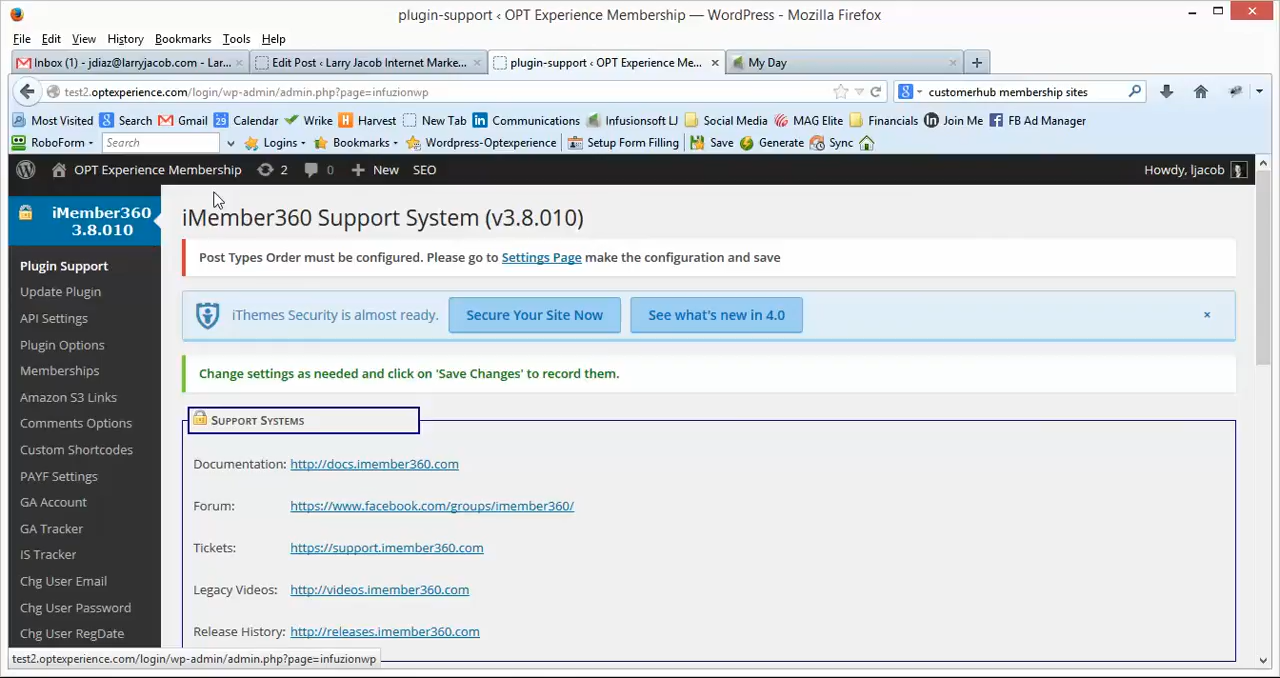 plugin-support ‹ OPT Experience Membership — WordPress - Mozilla Firefox
File Edit View History Bookmarks Tools Help
Inbox (1) - jdiaz@larryjacob.com - Lar... × Edit Post ‹ Larry Jacob Internet Marke... × plugin-support ‹ OPT Experience Me... × My Day × +
test2.optexperience.com/login/wp-admin/admin.php?page=infuzionwp customerhub membership sites
Most Visited Search Gmail Calendar Wrike Harvest New Tab Communications Infusionsoft LJ Social Media MAG Elite Financials Join Me FB Ad Manager
RoboForm Search Logins Bookmarks Wordpress-Optexperience Setup Form Filling Save Generate Sync
OPT Experience Membership 2 0 + New SEO Howdy, ljacob
iMember360
3.8.010
Plugin Support
Update Plugin
API Settings
Plugin Options
Memberships
Amazon S3 Links
Comments Options
Custom Shortcodes
PAYF Settings
GA Account
GA Tracker
IS Tracker
Chg User Email
Chg User Password
Chg User RegDate
iMember360 Support System (v3.8.010)
Post Types Order must be configured. Please go to Settings Page make the configuration and save
iThemes Security is almost ready. Secure Your Site Now See what's new in 4.0 ×
Change settings as needed and click on 'Save Changes' to record them.
Support Systems
Documentation: http://docs.imember360.com
Forum: https://www.facebook.com/groups/imember360/
Tickets: https://support.imember360.com
Legacy Videos: http://videos.imember360.com
Release History: http://releases.imember360.com
test2.optexperience.com/login/wp-admin/admin.php?page=infuzionwp